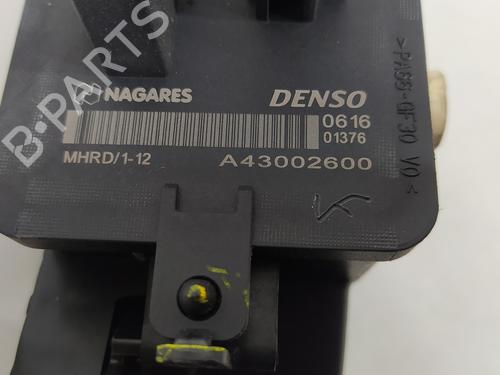 B-PARTS
NAGARES
DENSO
0616
01376
MHRD/1-12
A43002600
>PA66-GF30 V0<